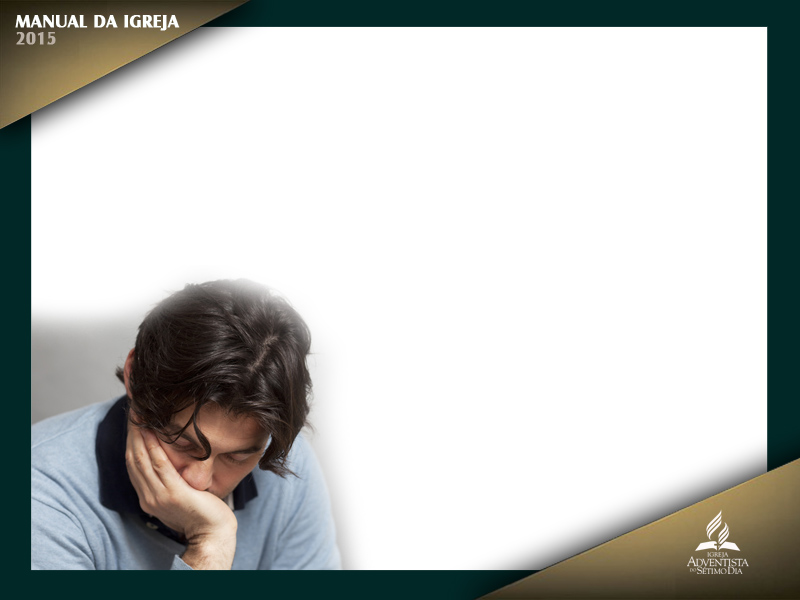 MANUAL DA IGREJA
2015
IGREJA
ADVENTISTA
DO SÉTIMO DIA